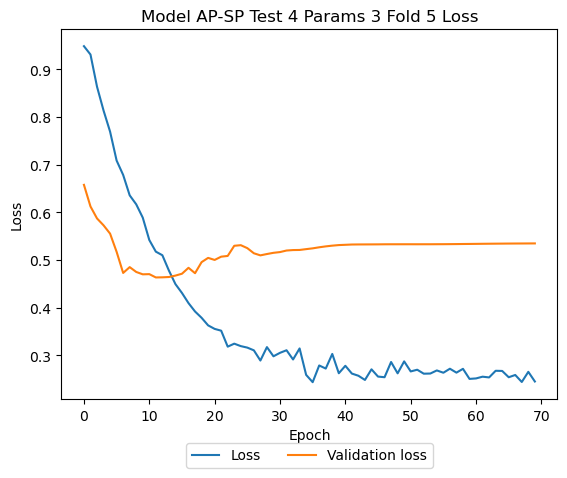 Model AP-SP Test 4 Params 3 Fold 5 Loss
0.9
0.8
0.7
0.6
0.5
0.4
0.3
Loss
0 10 20 30 40 50 60 70
Epoch
Loss Validation loss